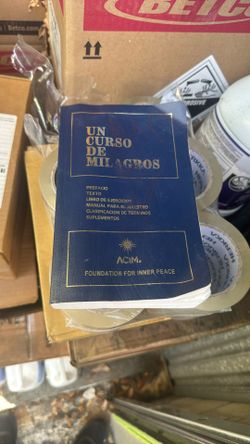 BETCO
UN
CURSO
DE
MILAGROS
PREFACIO
TEXTO
LIBRO DE EJERCICIOS
MANUAL PARA EL MAESTRO
CLARIFICACIÓN DE TÉRMINOS
SUPLEMENTOS
ACIM
FOUNDATION FOR INNER PEACE
CORROSIVE